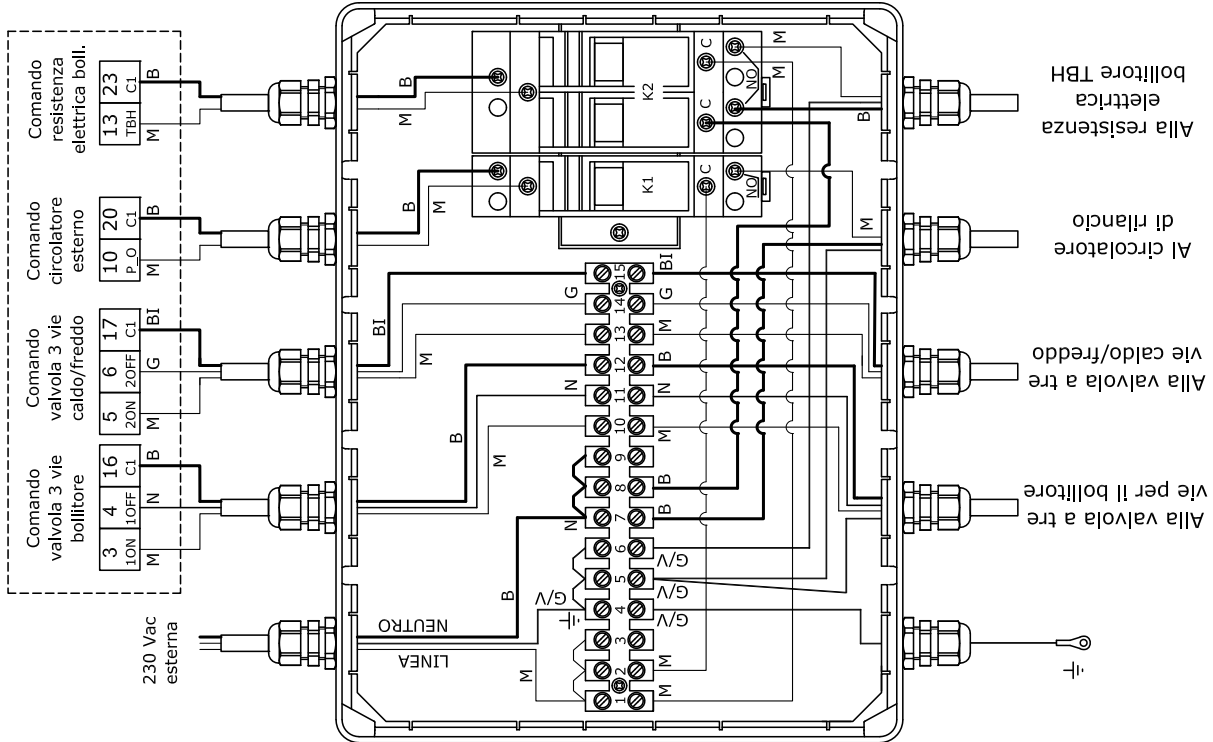 Comando
resistenza
elettrica boll.
13
TBH
23
C1
M
B
Comando
circolatore
esterno
10
P_O
20
C1
M
B
Comando
valvola 3 vie
caldo/freddo
5
2ON
6
2OFF
17
C1
M
G
BI
Comando
valvola 3 vie
bollitore
3
1ON
4
1OFF
16
C1
M
N
B
230 Vac
esterna
NEUTRO
LINEA
B
M
B
M
BI
M
B
M
B
M
G/V
N
N
G
K2
K1
C
C
C
NO
NO
M
M
B
M
15
14
13
12
11
10
9
8
7
6
5
4
3
2
1
BI
G
M
B
N
M
B
B
G/V
G/V
G/V
M
M
Alla resistenza
elettrica
bollitore TBH
Al circolatore
di rilancio
Alla valvola a tre
vie caldo/freddo
Alla valvola a tre
vie per il bollitore